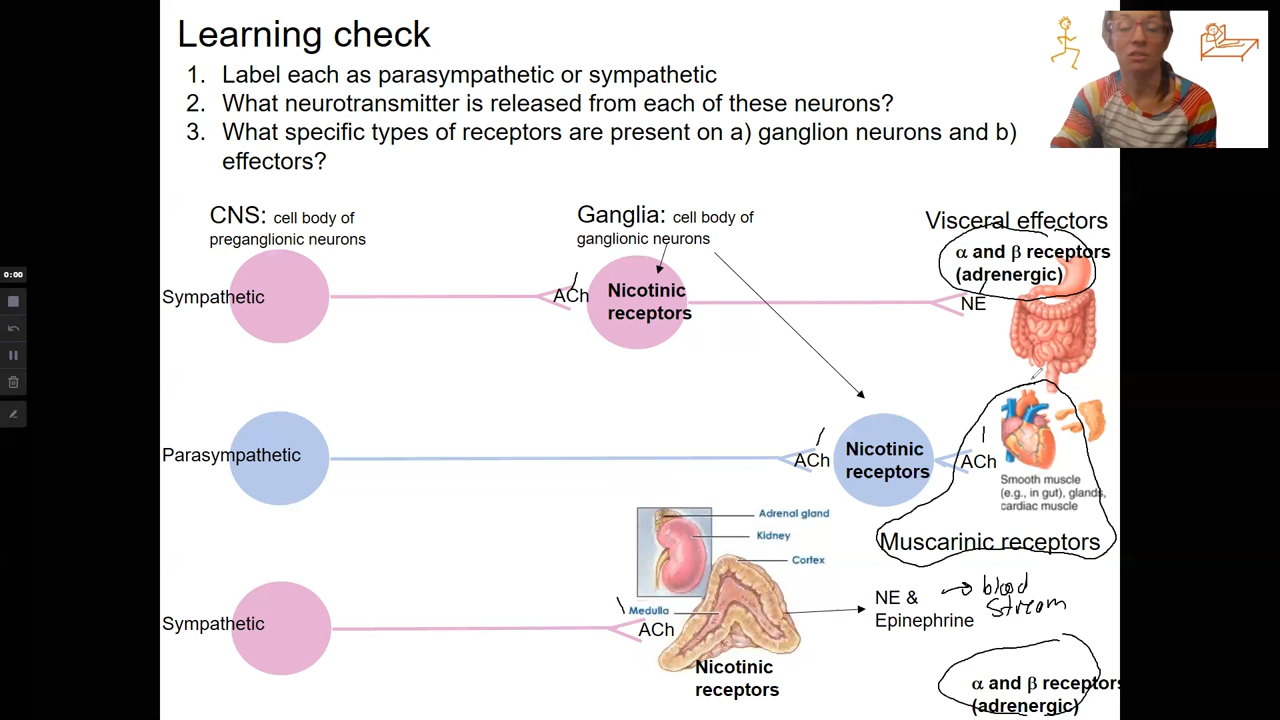 Learning check
1. Label each as parasympathetic or sympathetic
2. What neurotransmitter is released from each of these neurons?
3. What specific types of receptors are present on a) ganglion neurons and b)
effectors?
CNS: cell body of
preganglionic neurons
Ganglia: cell body of
ganglionic neurons
Visceral effectors
α and β receptors
(adrenergic)
0:00
Sympathetic
ACh
Nicotinic
receptors
NE
Parasympathetic
ACh
Nicotinic
receptors
ACh
Smooth muscle
(e.g., in gut), glands,
cardiac muscle
Muscarinic receptors
Adrenal gland
Kidney
Cortex
Medulla
Sympathetic
ACh
Nicotinic
receptors
NE &
Epinephrine
blood
stream
α and β receptors
(adrenergic)